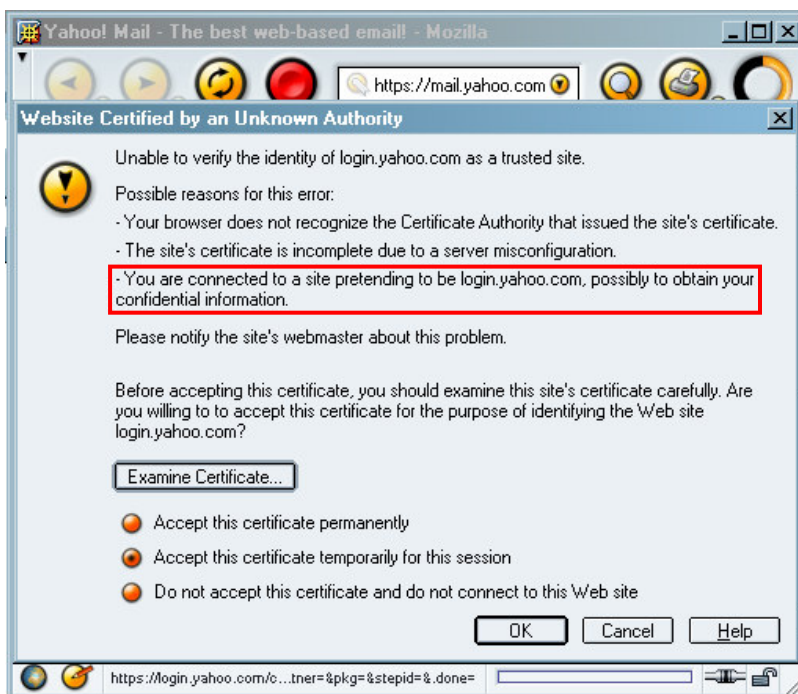 Yahoo! Mail - The best web-based email! - Mozilla
https://mail.yahoo.com
Website Certified by an Unknown Authority
Unable to verify the identity of login.yahoo.com as a trusted site.
Possible reasons for this error:
- Your browser does not recognize the Certificate Authority that issued the site's certificate.
- The site's certificate is incomplete due to a server misconfiguration.
- You are connected to a site pretending to be login.yahoo.com, possibly to obtain your
confidential information.
Please notify the site's webmaster about this problem.
Before accepting this certificate, you should examine this site's certificate carefully. Are
you willing to to accept this certificate for the purpose of identifying the Web site
login.yahoo.com?
Examine Certificate...
Accept this certificate permanently
Accept this certificate temporarily for this session
Do not accept this certificate and do not connect to this Web site
OK Cancel Help
https://login.yahoo.com/c...tner=&pkg=&stepid=&.done=